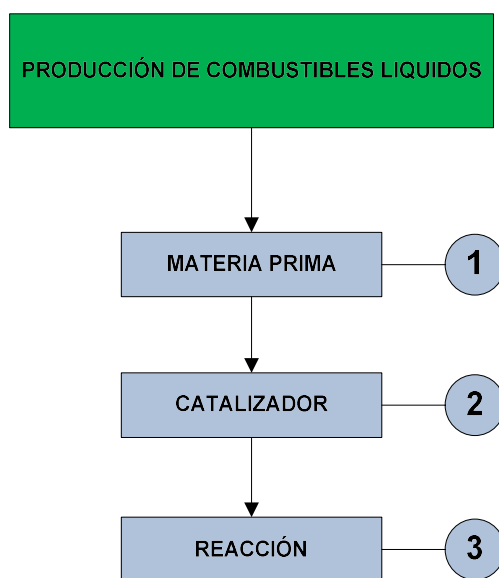 PRODUCCIÓN DE COMBUSTIBLES LIQUIDOS
MATERIA PRIMA
1
CATALIZADOR
2
REACCIÓN
3